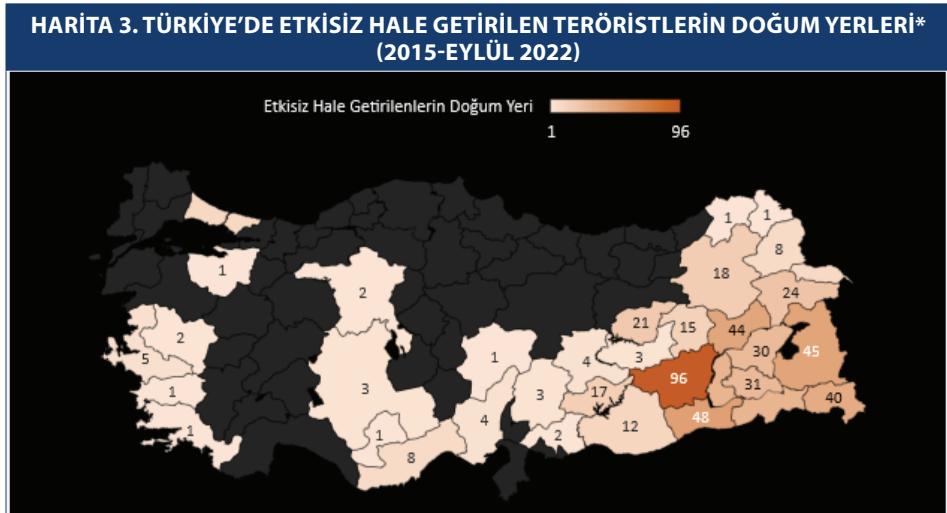 HARİTA 3. TÜRKİYE’DE ETKİSİZ HALE GETİRİLEN TERÖRİSTLERİN DOĞUM YERLERİ*
(2015-EYLÜL 2022)
Etkisiz Hale Getirilenlerin Doğum Yeri
1 96
1 1
8
1 18
2 24
21 15 44
2 1 4 3 30 45
5 96
1 3 3 17 31 40
1 1 4 2 12 48
8